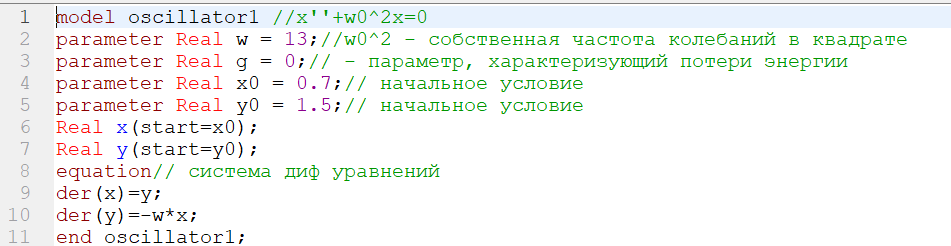 1 model oscillator1 //x''+w0^2x=0
2 parameter Real w = 13;//w0^2 - собственная частота колебаний в квадрате
3 parameter Real g = 0;// - параметр, характеризующий потери энергии
4 parameter Real x0 = 0.7;// начальное условие
5 parameter Real y0 = 1.5;// начальное условие
6 Real x(start=x0);
7 Real y(start=y0);
8 equation// система диф уравнений
9 der(x)=y;
10 der(y)=-w*x;
11 end oscillator1;